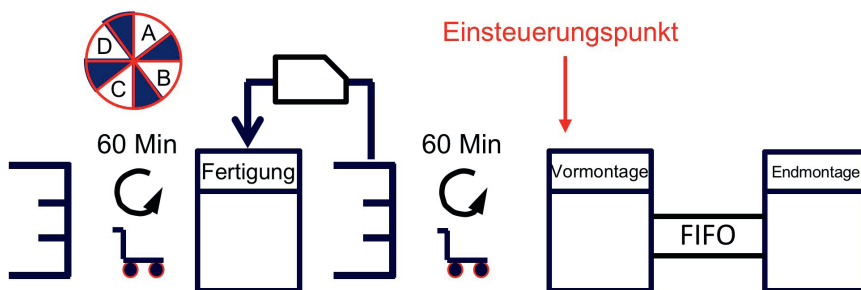 Einsteuerungspunkt
A
D
B
C
60 Min
60 Min
Fertigung
Vormontage
Endmontage
FIFO